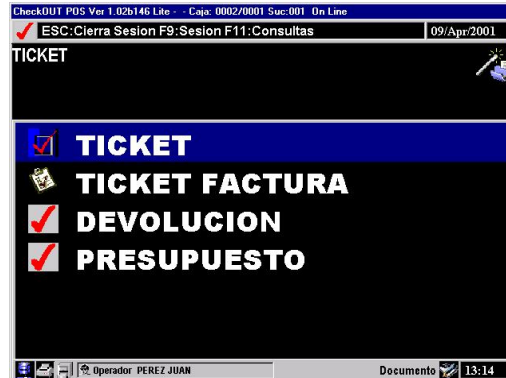 CheckOUT POS Ver 1.02b146 Lite - - Caja: 0002/0001 Suc:001 On Line
ESC:Cierra Sesion F9:Sesion F11:Consultas 09/Apr/2001
TICKET
TICKET
TICKET FACTURA
DEVOLUCION
PRESUPUESTO
Operador PEREZ JUAN Documento 13:14